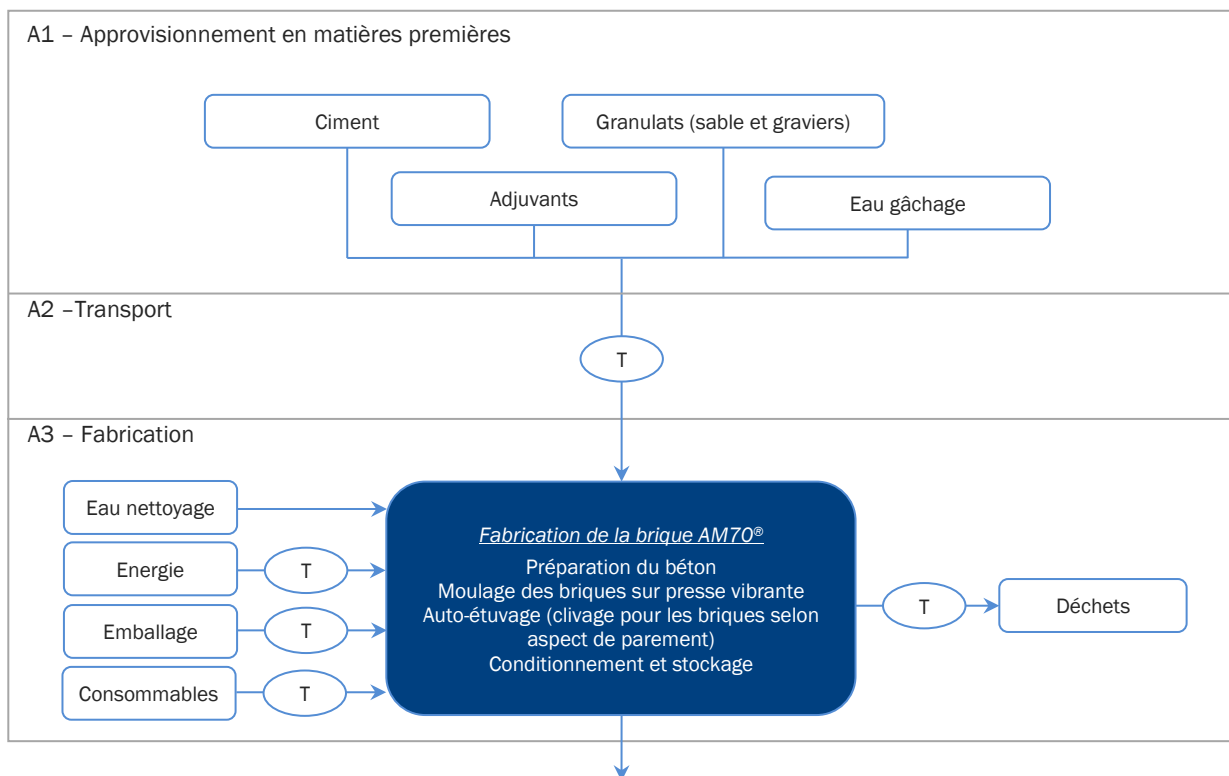 A1 – Approvisionnement en matières premières
Ciment
Granulats (sable et graviers)
Adjuvants
Eau gâchage
A2 –Transport
T
A3 – Fabrication
Eau nettoyage
Energie
T
Emballage
T
Consommables
T
Fabrication de la brique AM70®
Préparation du béton
Moulage des briques sur presse vibrante
Auto-étuvage (clivage pour les briques selon
aspect de parement)
Conditionnement et stockage
T
Déchets